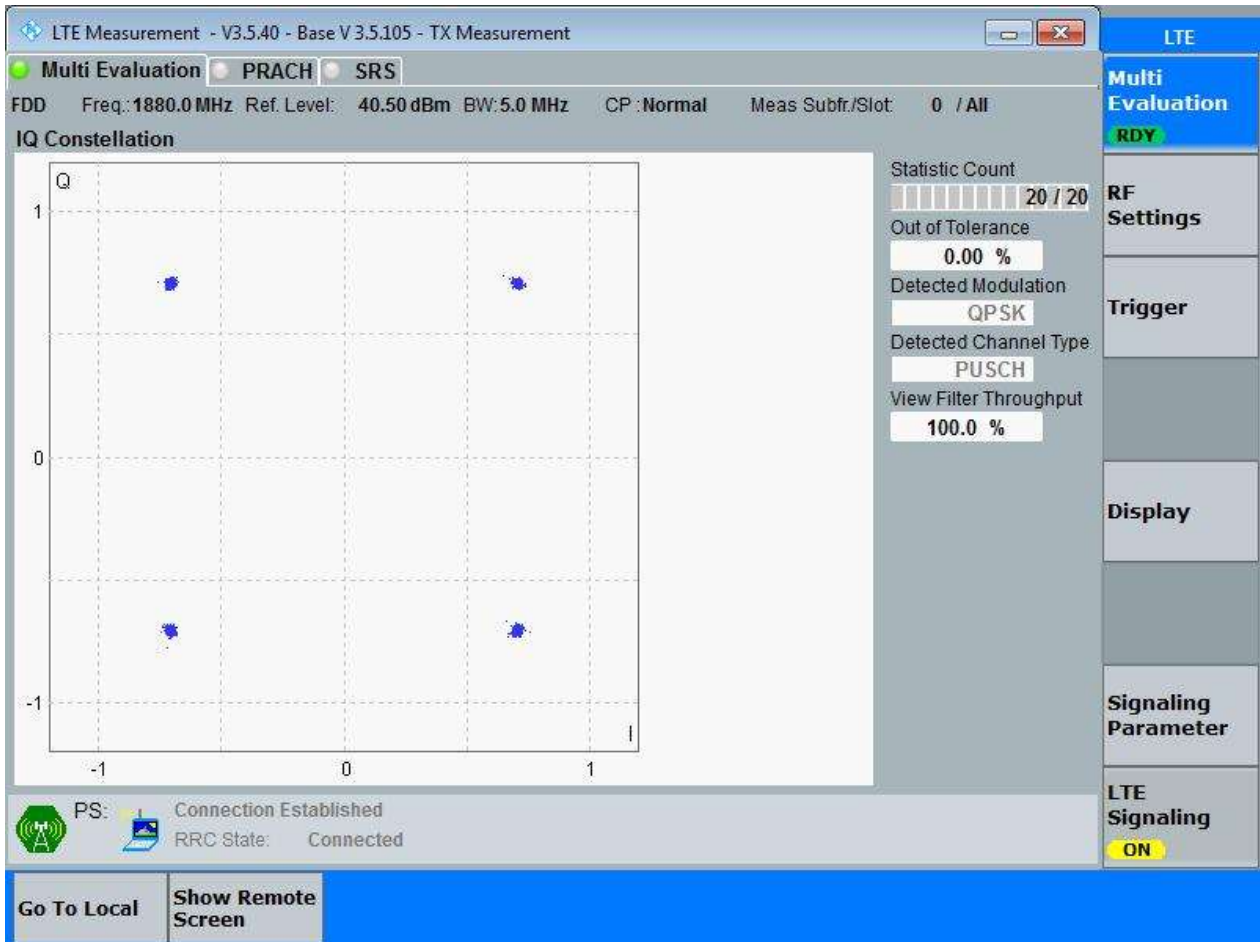 LTE Measurement - V3.5.40 - Base V 3.5.105 - TX Measurement
LTE
Multi Evaluation PRACH SRS
Multi
Evaluation
RDY
FDD Freq.: 1880.0 MHz Ref. Level: 40.50 dBm BW: 5.0 MHz CP : Normal Meas Subfr./Slot: 0 / All
IQ Constellation
Q
1
0
-1
I
-1 0 1
Statistic Count
20 / 20
Out of Tolerance
0.00 %
Detected Modulation
QPSK
Detected Channel Type
PUSCH
View Filter Throughput
100.0 %
RF
Settings
Trigger
Display
Signaling
Parameter
LTE
Signaling
ON
PS: Connection Established
RRC State: Connected
Go To Local
Show Remote
Screen